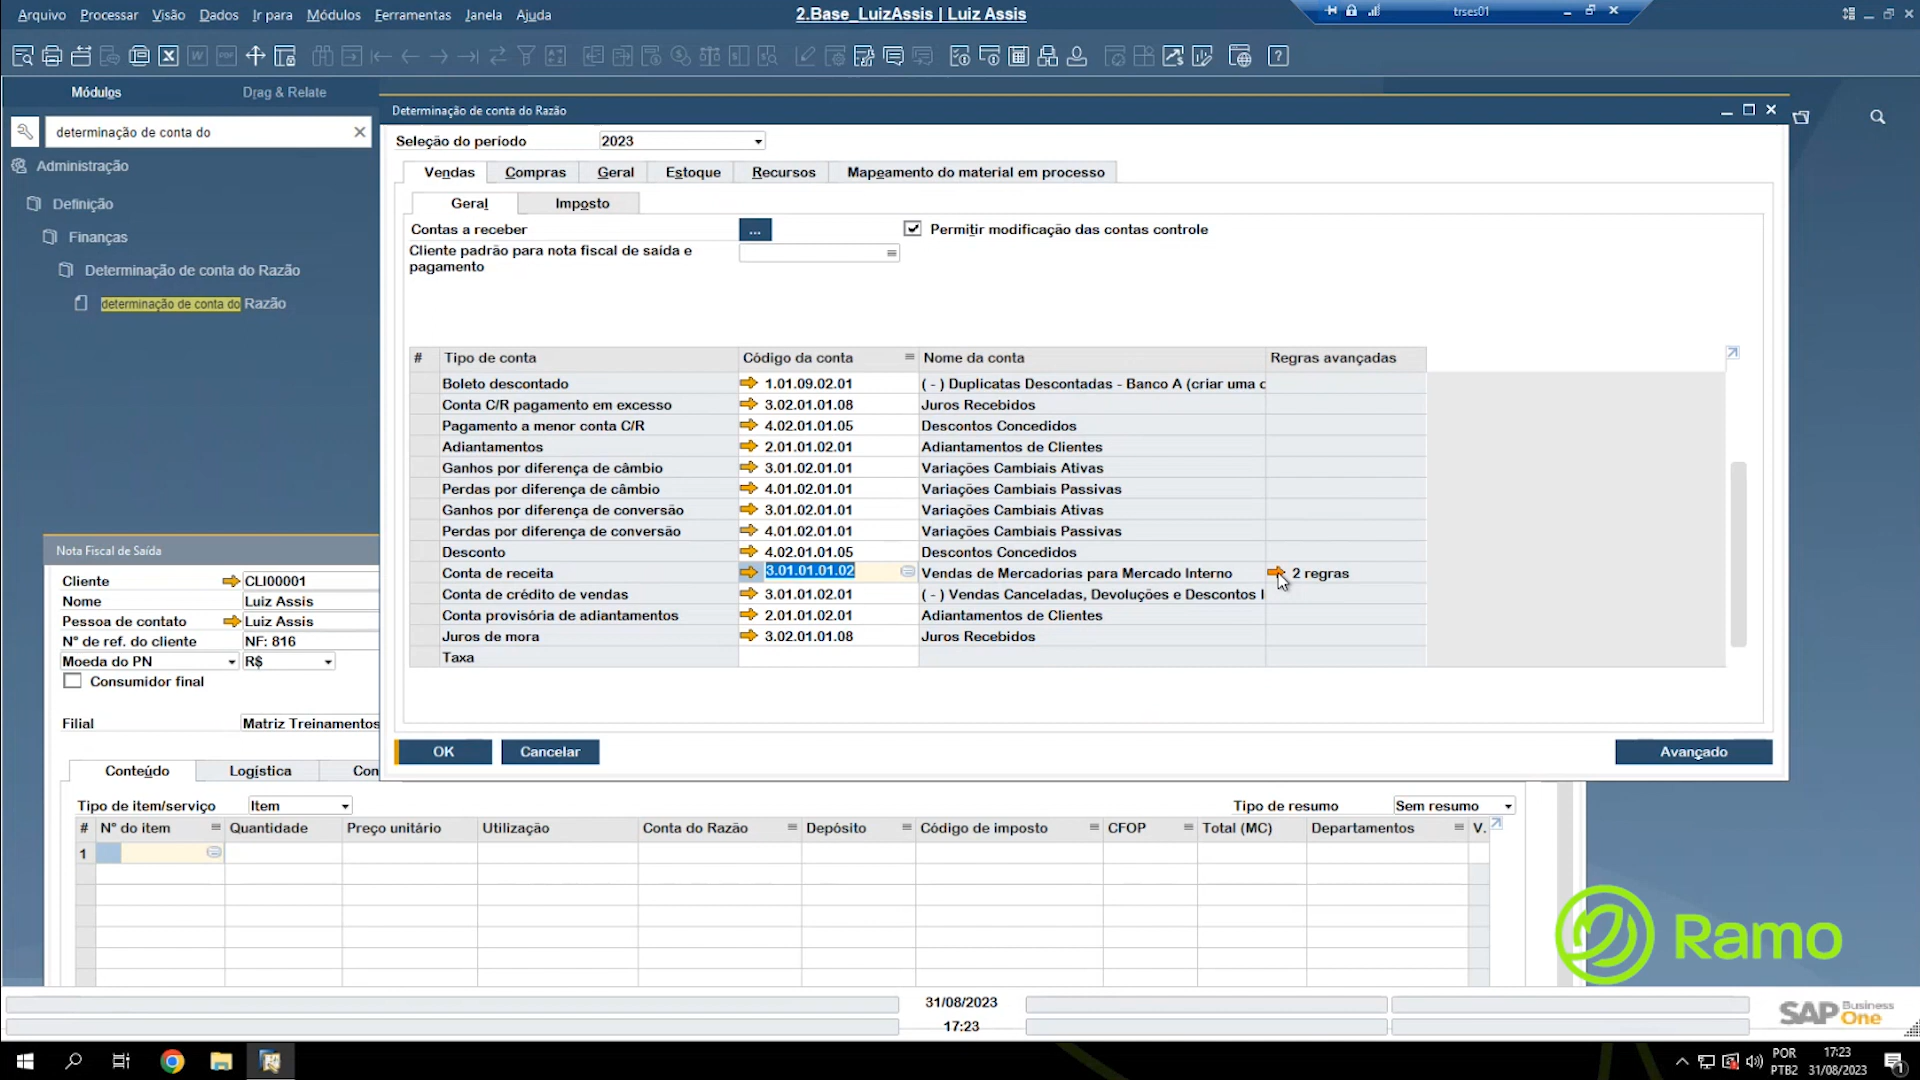 Arquivo Processar Visão Dados Ir para Módulos Ferramentas Janela Ajuda
2.Base_LuizAssis | Luiz Assis
trses01
Módulos Drag & Relate
determinação de conta do
Administração
Definição
Finanças
Determinação de conta do Razão
determinação de conta do Razão
Determinação de conta do Razão
Seleção do período 2023
Vendas Compras Geral Estoque Recursos Mapeamento do material em processo
Geral Imposto
Contas a receber ... Permitir modificação das contas controle
Cliente padrão para nota fiscal de saída e
pagamento
# Tipo de conta Código da conta Nome da conta Regras avançadas
Boleto descontado 1.01.09.02.01 ( - ) Duplicatas Descontadas - Banco A (criar uma c
Conta C/R pagamento em excesso 3.02.01.01.08 Juros Recebidos
Pagamento a menor conta C/R 4.02.01.01.05 Descontos Concedidos
Adiantamentos 2.01.01.02.01 Adiantamentos de Clientes
Ganhos por diferença de câmbio 3.01.02.01.01 Variações Cambiais Ativas
Perdas por diferença de câmbio 4.01.02.01.01 Variações Cambiais Passivas
Ganhos por diferença de conversão 3.01.02.01.01 Variações Cambiais Ativas
Perdas por diferença de conversão 4.01.02.01.01 Variações Cambiais Passivas
Desconto 4.02.01.01.05 Descontos Concedidos
Conta de receita 3.01.01.01.02 Vendas de Mercadorias para Mercado Interno 2 regras
Conta de crédito de vendas 3.01.01.02.01 ( - ) Vendas Canceladas, Devoluções e Descontos I
Conta provisória de adiantamentos 2.01.01.02.01 Adiantamentos de Clientes
Juros de mora 3.02.01.01.08 Juros Recebidos
Taxa
OK Cancelar Avançado
Nota Fiscal de Saída
Cliente CLI00001
Nome Luiz Assis
Pessoa de contato Luiz Assis
N° de ref. do cliente NF: 816
Moeda do PN R$
Consumidor final
Filial Matriz Treinamentos
Conteúdo Logística Con
Tipo de item/serviço Item Tipo de resumo Sem resumo
# N° do item Quantidade Preço unitário Utilização Conta do Razão Depósito Código de imposto CFOP Total (MC) Departamentos V.
1
Ramo
31/08/2023
17:23
SAP Business One
POR
PTB2
17:23
31/08/2023
1